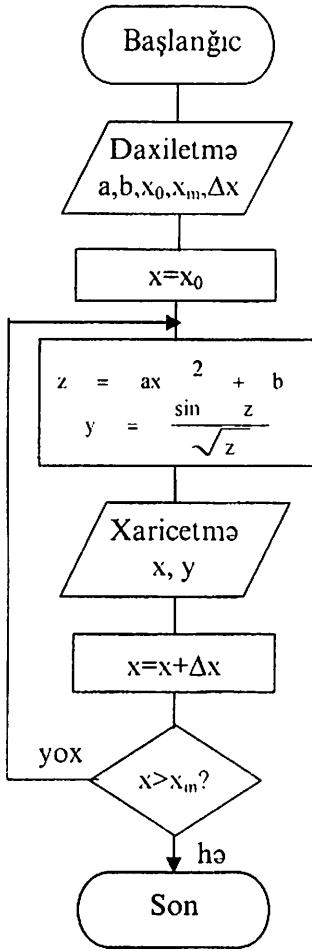 Başlanğıc
Daxiletmə
a,b,x₀,xₘ,Δx
x=x₀
z = ax² + b
y = sin z / √z
Xaricetmə
x, y
x=x+Δx
yox
x>xₘ?
hə
Son